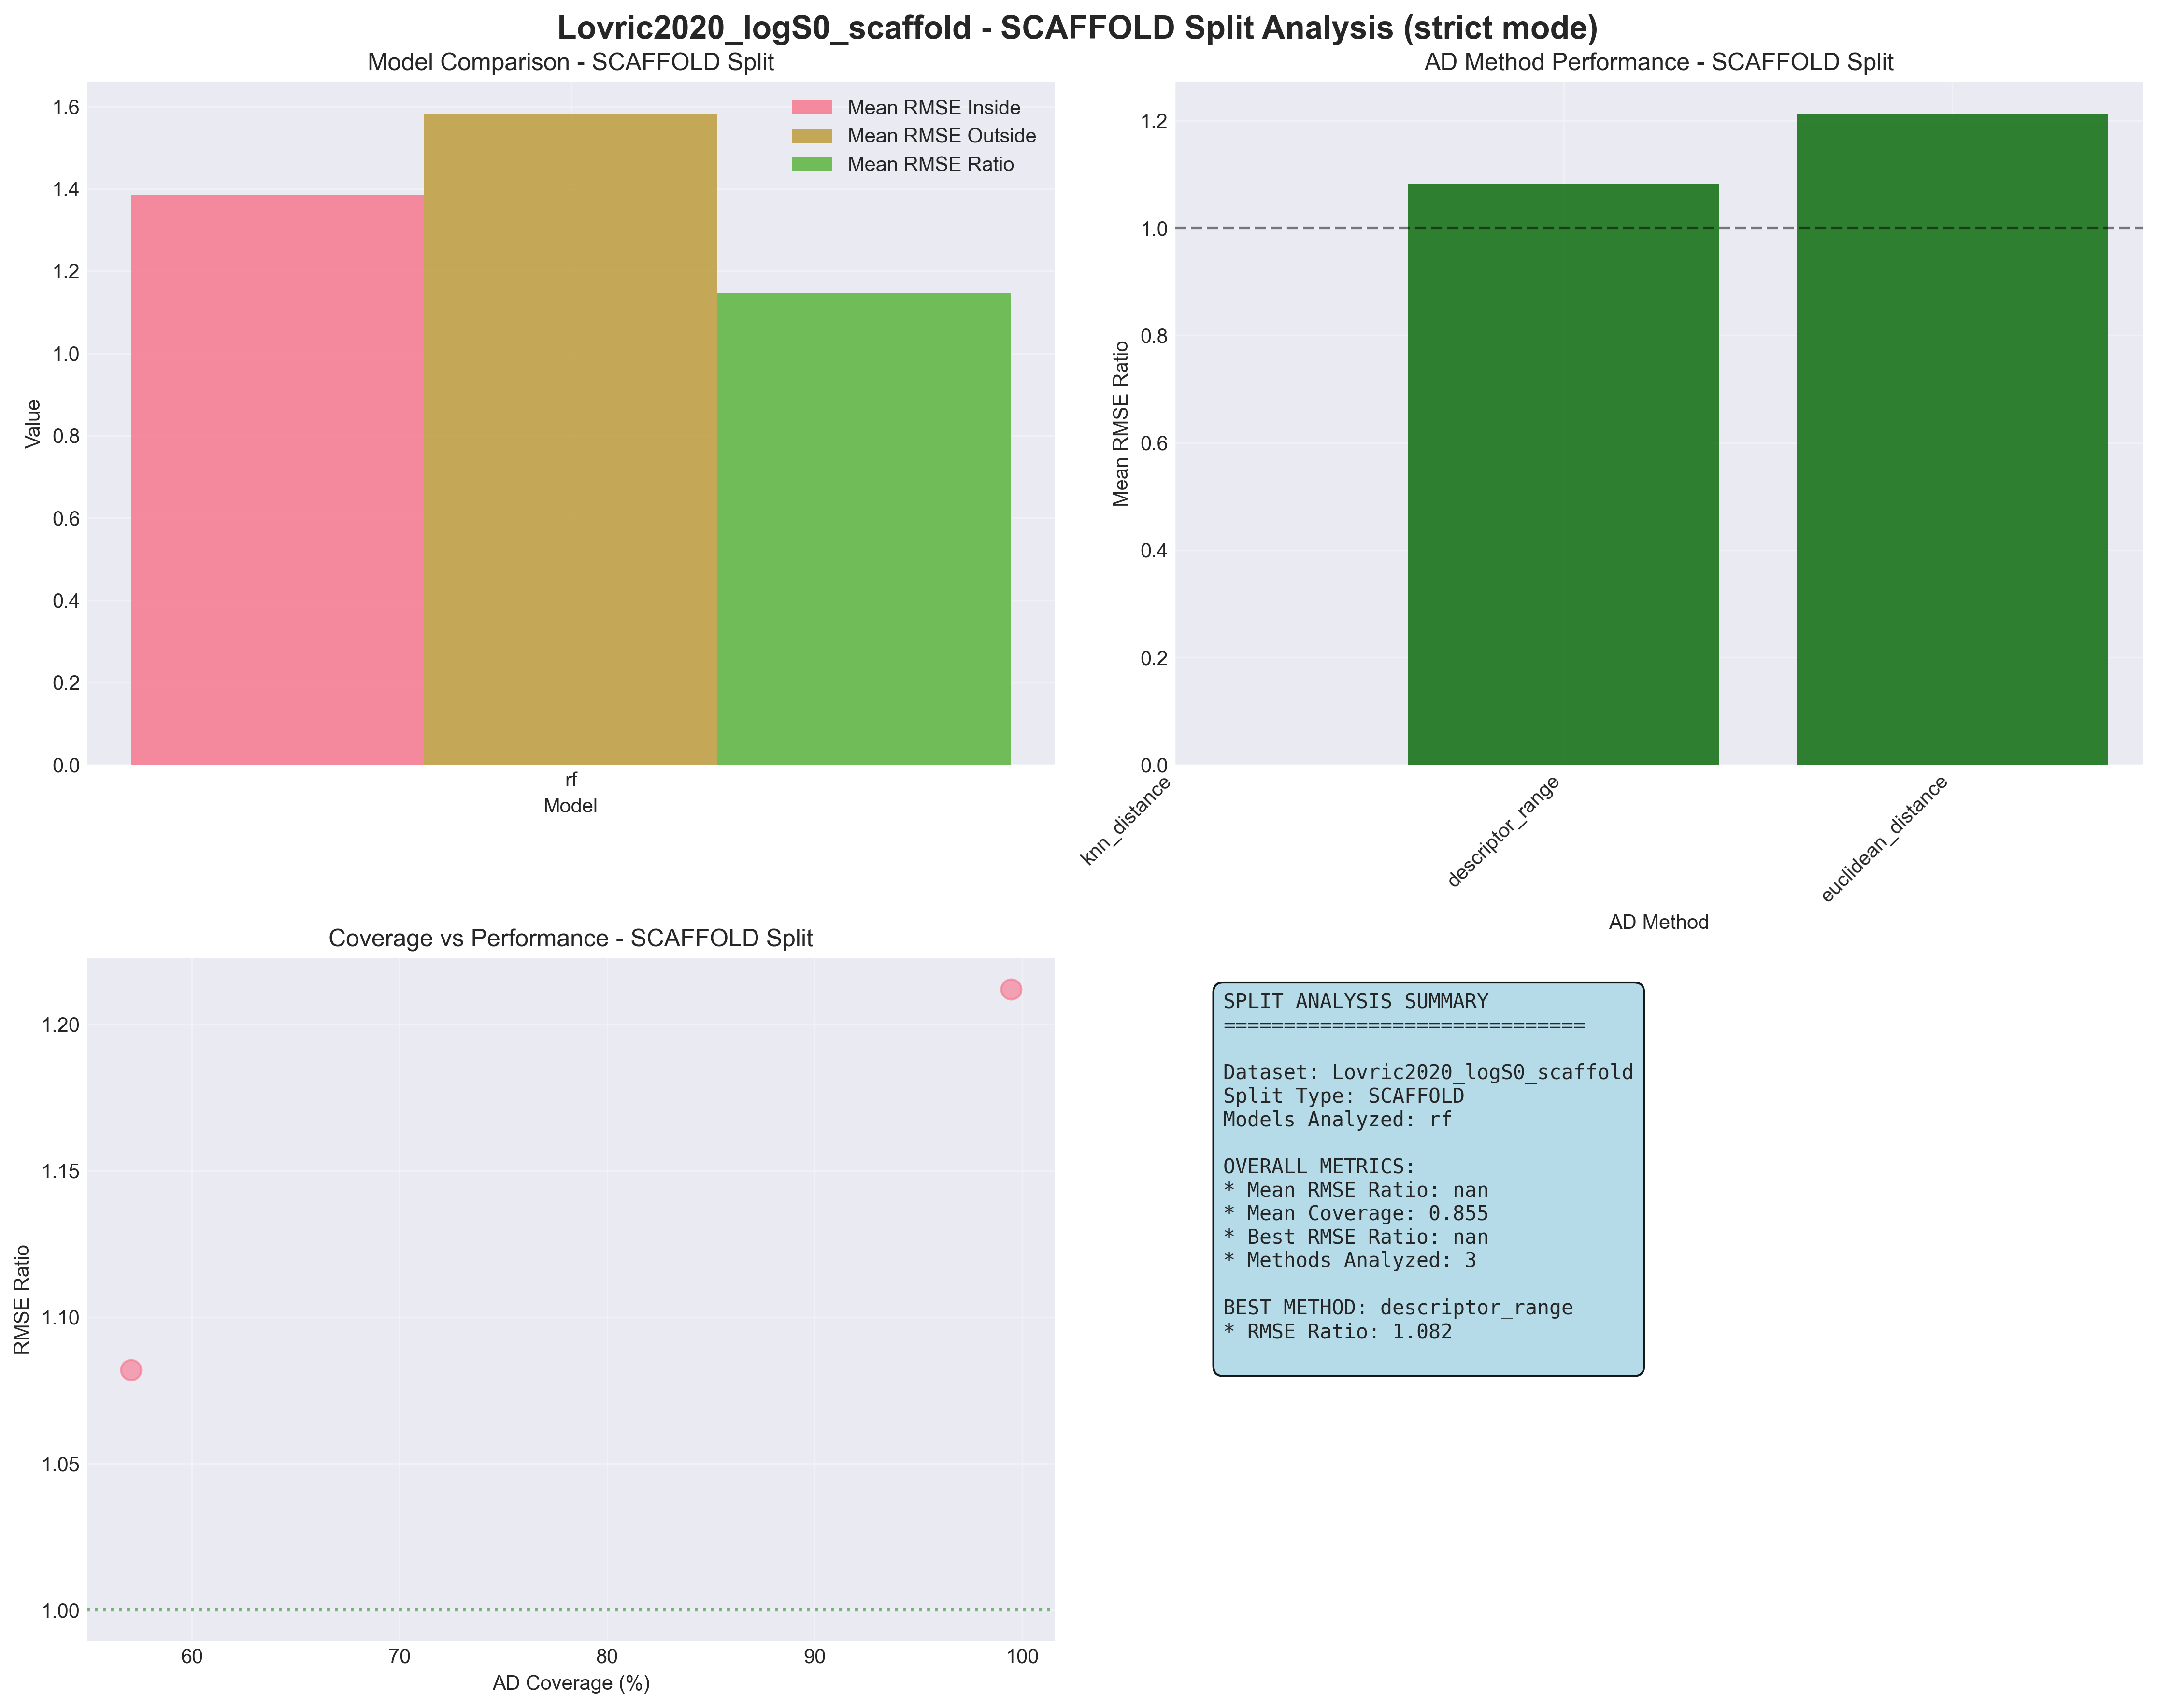 Lovric2020_logS0_scaffold - SCAFFOLD Split Analysis (strict mode)
Model Comparison - SCAFFOLD Split
Mean RMSE Inside
Mean RMSE Outside
Mean RMSE Ratio
1.6
1.4
1.2
1.0
0.8
0.6
0.4
0.2
0.0
Value
rf
Model
AD Method Performance - SCAFFOLD Split
1.2
1.0
0.8
0.6
0.4
0.2
0.0
Mean RMSE Ratio
knn_distance
descriptor_range
euclidean_distance
AD Method
Coverage vs Performance - SCAFFOLD Split
1.20
1.15
1.10
1.05
1.00
RMSE Ratio
60
70
80
90
100
AD Coverage (%)
SPLIT ANALYSIS SUMMARY
==============================
Dataset: Lovric2020_logS0_scaffold
Split Type: SCAFFOLD
Models Analyzed: rf
OVERALL METRICS:
* Mean RMSE Ratio: nan
* Mean Coverage: 0.855
* Best RMSE Ratio: nan
* Methods Analyzed: 3
BEST METHOD: descriptor_range
* RMSE Ratio: 1.082